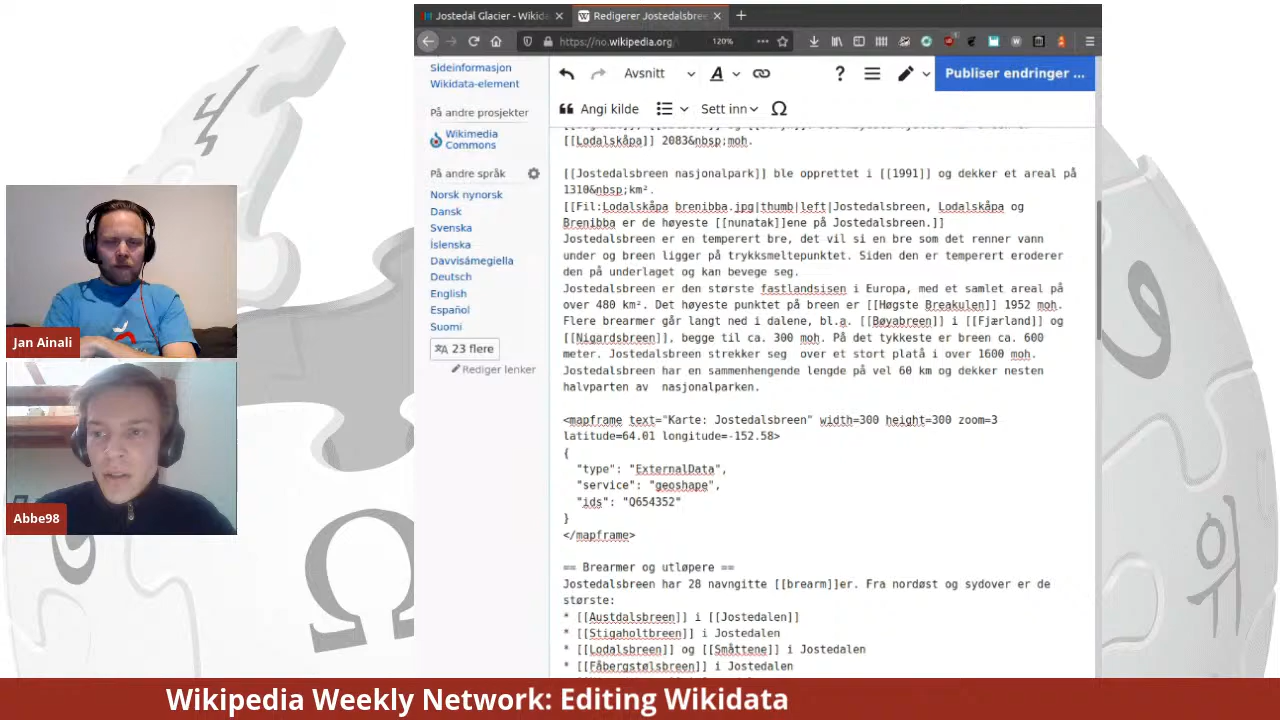 Jostedal Glacier - Wikid
Redigerer Jostedalsbre
https://no.wikipedia.org/
120%
Sideinformasjon
Wikidata-element
På andre prosjekter
Wikimedia
Commons
På andre språk
Norsk nynorsk
Dansk
Svenska
Íslenska
Davvisámegiella
Deutsch
English
Español
Suomi
23 flere
Rediger lenker
Avsnitt
A
?
Publiser endringer ...
Angi kilde
Sett inn
Ω
[[Lodalskåpa]] 2083&nbsp;moh.
[[Jostedalsbreen nasjonalpark]] ble opprettet i [[1991]] og dekker et areal på
1310&nbsp;km².
[[Fil:Lodalskåpa brenibba.jpg|thumb|left|Jostedalsbreen, Lodalskåpa og
Brenibba er de høyeste [[nunatak]]ene på Jostedalsbreen.]]
Jostedalsbreen er en temperert bre, det vil si en bre som det renner vann
under og breen ligger på trykksmeltepunktet. Siden den er temperert eroderer
den på underlaget og kan bevege seg.
Jostedalsbreen er den største fastlandsisen i Europa, med et samlet areal på
over 480 km². Det høyeste punktet på breen er [[Høgste Breakulen]] 1952 moh.
Flere brearmer går langt ned i dalene, bl.a. [[Bøyabreen]] i [[Fjærland]] og
[[Nigardsbreen]], begge til ca. 300 moh. På det tykkeste er breen ca. 600
meter. Jostedalsbreen strekker seg  over et stort platå i over 1600 moh.
Jostedalsbreen har en sammenhengende lengde på vel 60 km og dekker nesten
halvparten av  nasjonalparken.
<mapframe text="Karte: Jostedalsbreen" width=300 height=300 zoom=3
latitude=64.01 longitude=-152.58>
{
"type": "ExternalData",
"service": "geoshape",
"ids": "Q654352"
}
</mapframe>
== Brearmer og utløpere ==
Jostedalsbreen har 28 navngitte [[brearm]]er. Fra nordøst og sydover er de
største:
* [[Austdalsbreen]] i [[Jostedalen]]
* [[Stigaholtbreen]] i Jostedalen
* [[Lodalsbreen]] og [[Småttene]] i Jostedalen
* [[Fåbergstølsbreen]] i Jostedalen
Jan Ainali
Abbe98
Ω
위
Wikipedia Weekly Network: Editing Wikidata